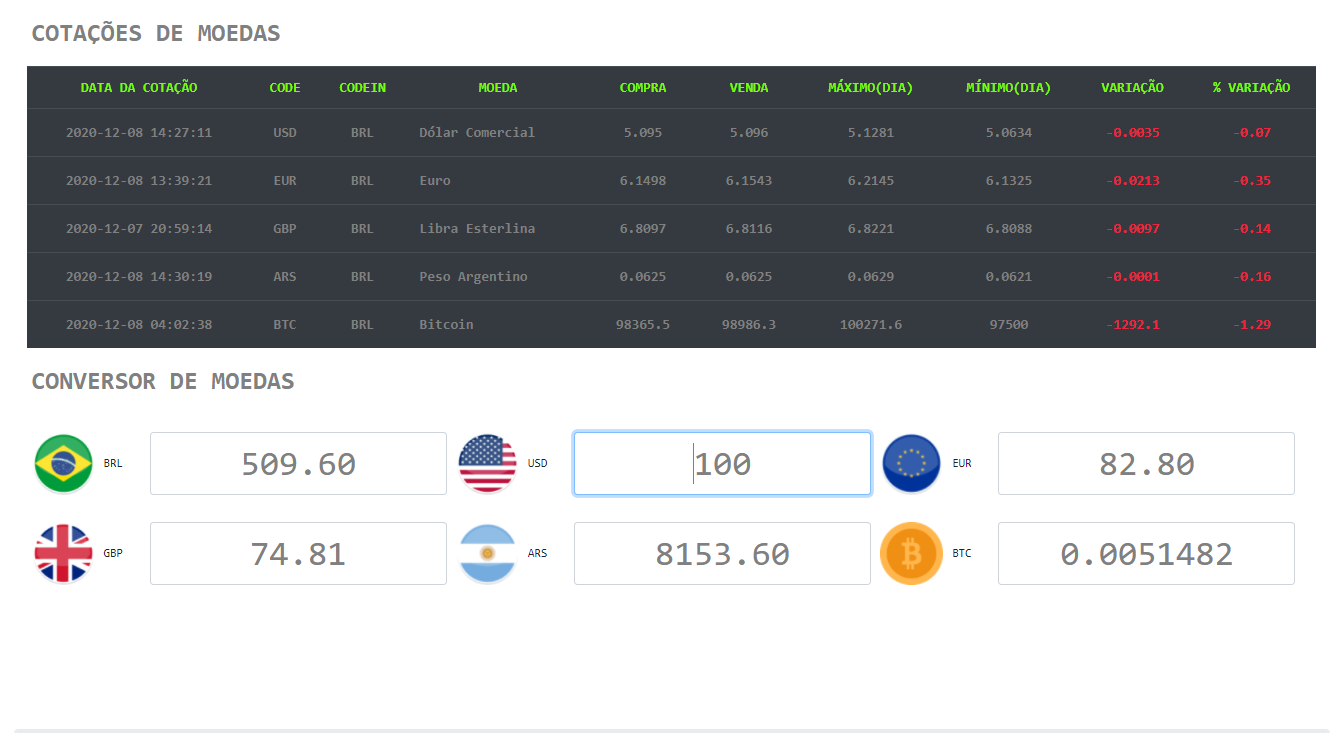 COTAÇÕES DE MOEDAS
DATA DA COTAÇÃO CODE CODEIN MOEDA COMPRA VENDA MÁXIMO(DIA) MÍNIMO(DIA) VARIAÇÃO % VARIAÇÃO
2020-12-08 14:27:11 USD BRL Dólar Comercial 5.095 5.096 5.1281 5.0634 -0.0035 -0.07
2020-12-08 13:39:21 EUR BRL Euro 6.1498 6.1543 6.2145 6.1325 -0.0213 -0.35
2020-12-07 20:59:14 GBP BRL Libra Esterlina 6.8097 6.8116 6.8221 6.8088 -0.0097 -0.14
2020-12-08 14:30:19 ARS BRL Peso Argentino 0.0625 0.0625 0.0629 0.0621 -0.0001 -0.16
2020-12-08 04:02:38 BTC BRL Bitcoin 98365.5 98986.3 100271.6 97500 -1292.1 -1.29
CONVERSOR DE MOEDAS
BRL 509.60 USD 100 EUR 82.80
GBP 74.81 ARS 8153.60 BTC 0.0051482